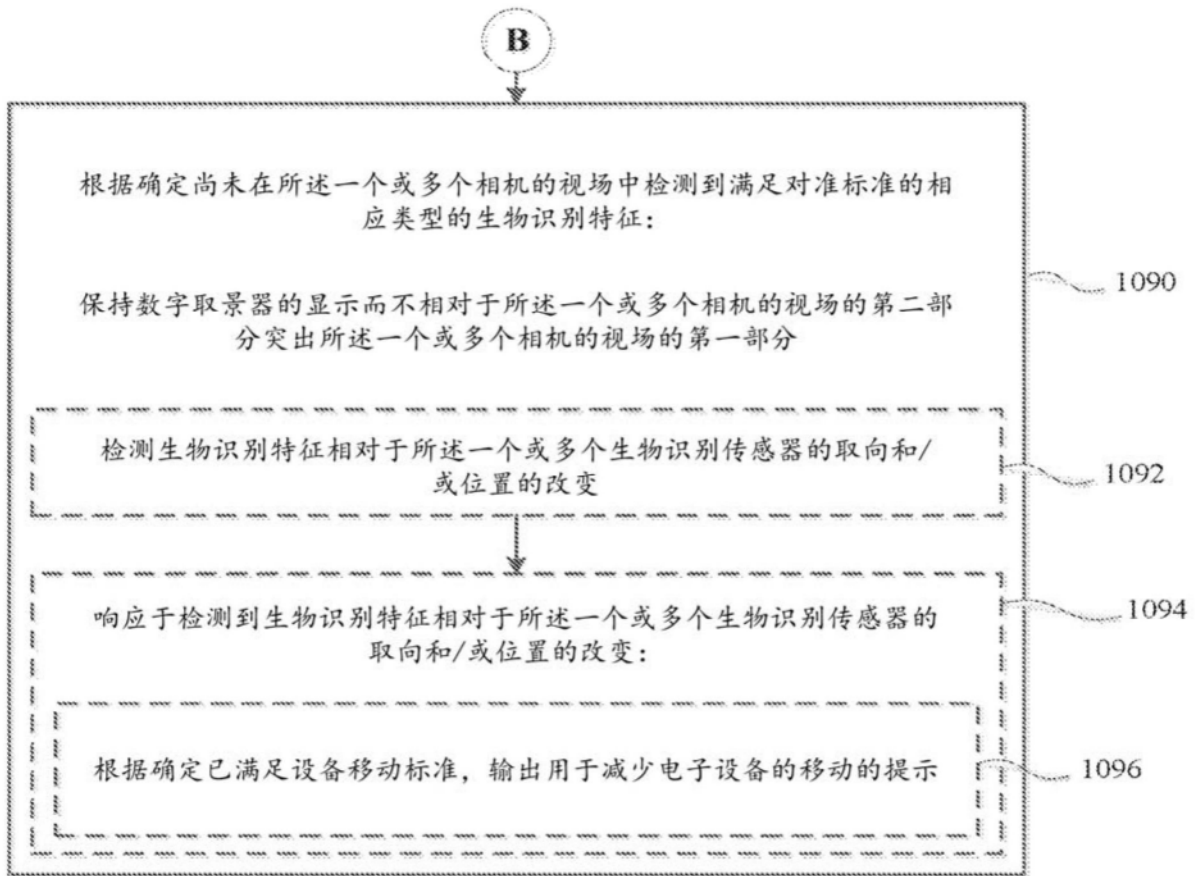 B
根据确定尚未在所述一个或多个相机的视场中检测到满足对准标准的相
应类型的生物识别特征：
保持数字取景器的显示而不相对于所述一个或多个相机的视场的第二部
分突出所述一个或多个相机的视场的第一部分
1090
检测生物识别特征相对于所述一个或多个生物识别传感器的取向和/
或位置的改变
1092
响应于检测到生物识别特征相对于所述一个或多个生物识别传感器的
取向和/或位置的改变：
1094
根据确定已满足设备移动标准，输出用于减少电子设备的移动的提示
1096